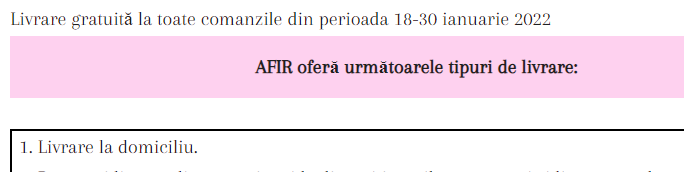 Livrare gratuită la toate comanzile din perioada 18-30 ianuarie 2022
AFIR oferă următoarele tipuri de livrare:
1. Livrare la domiciliu.